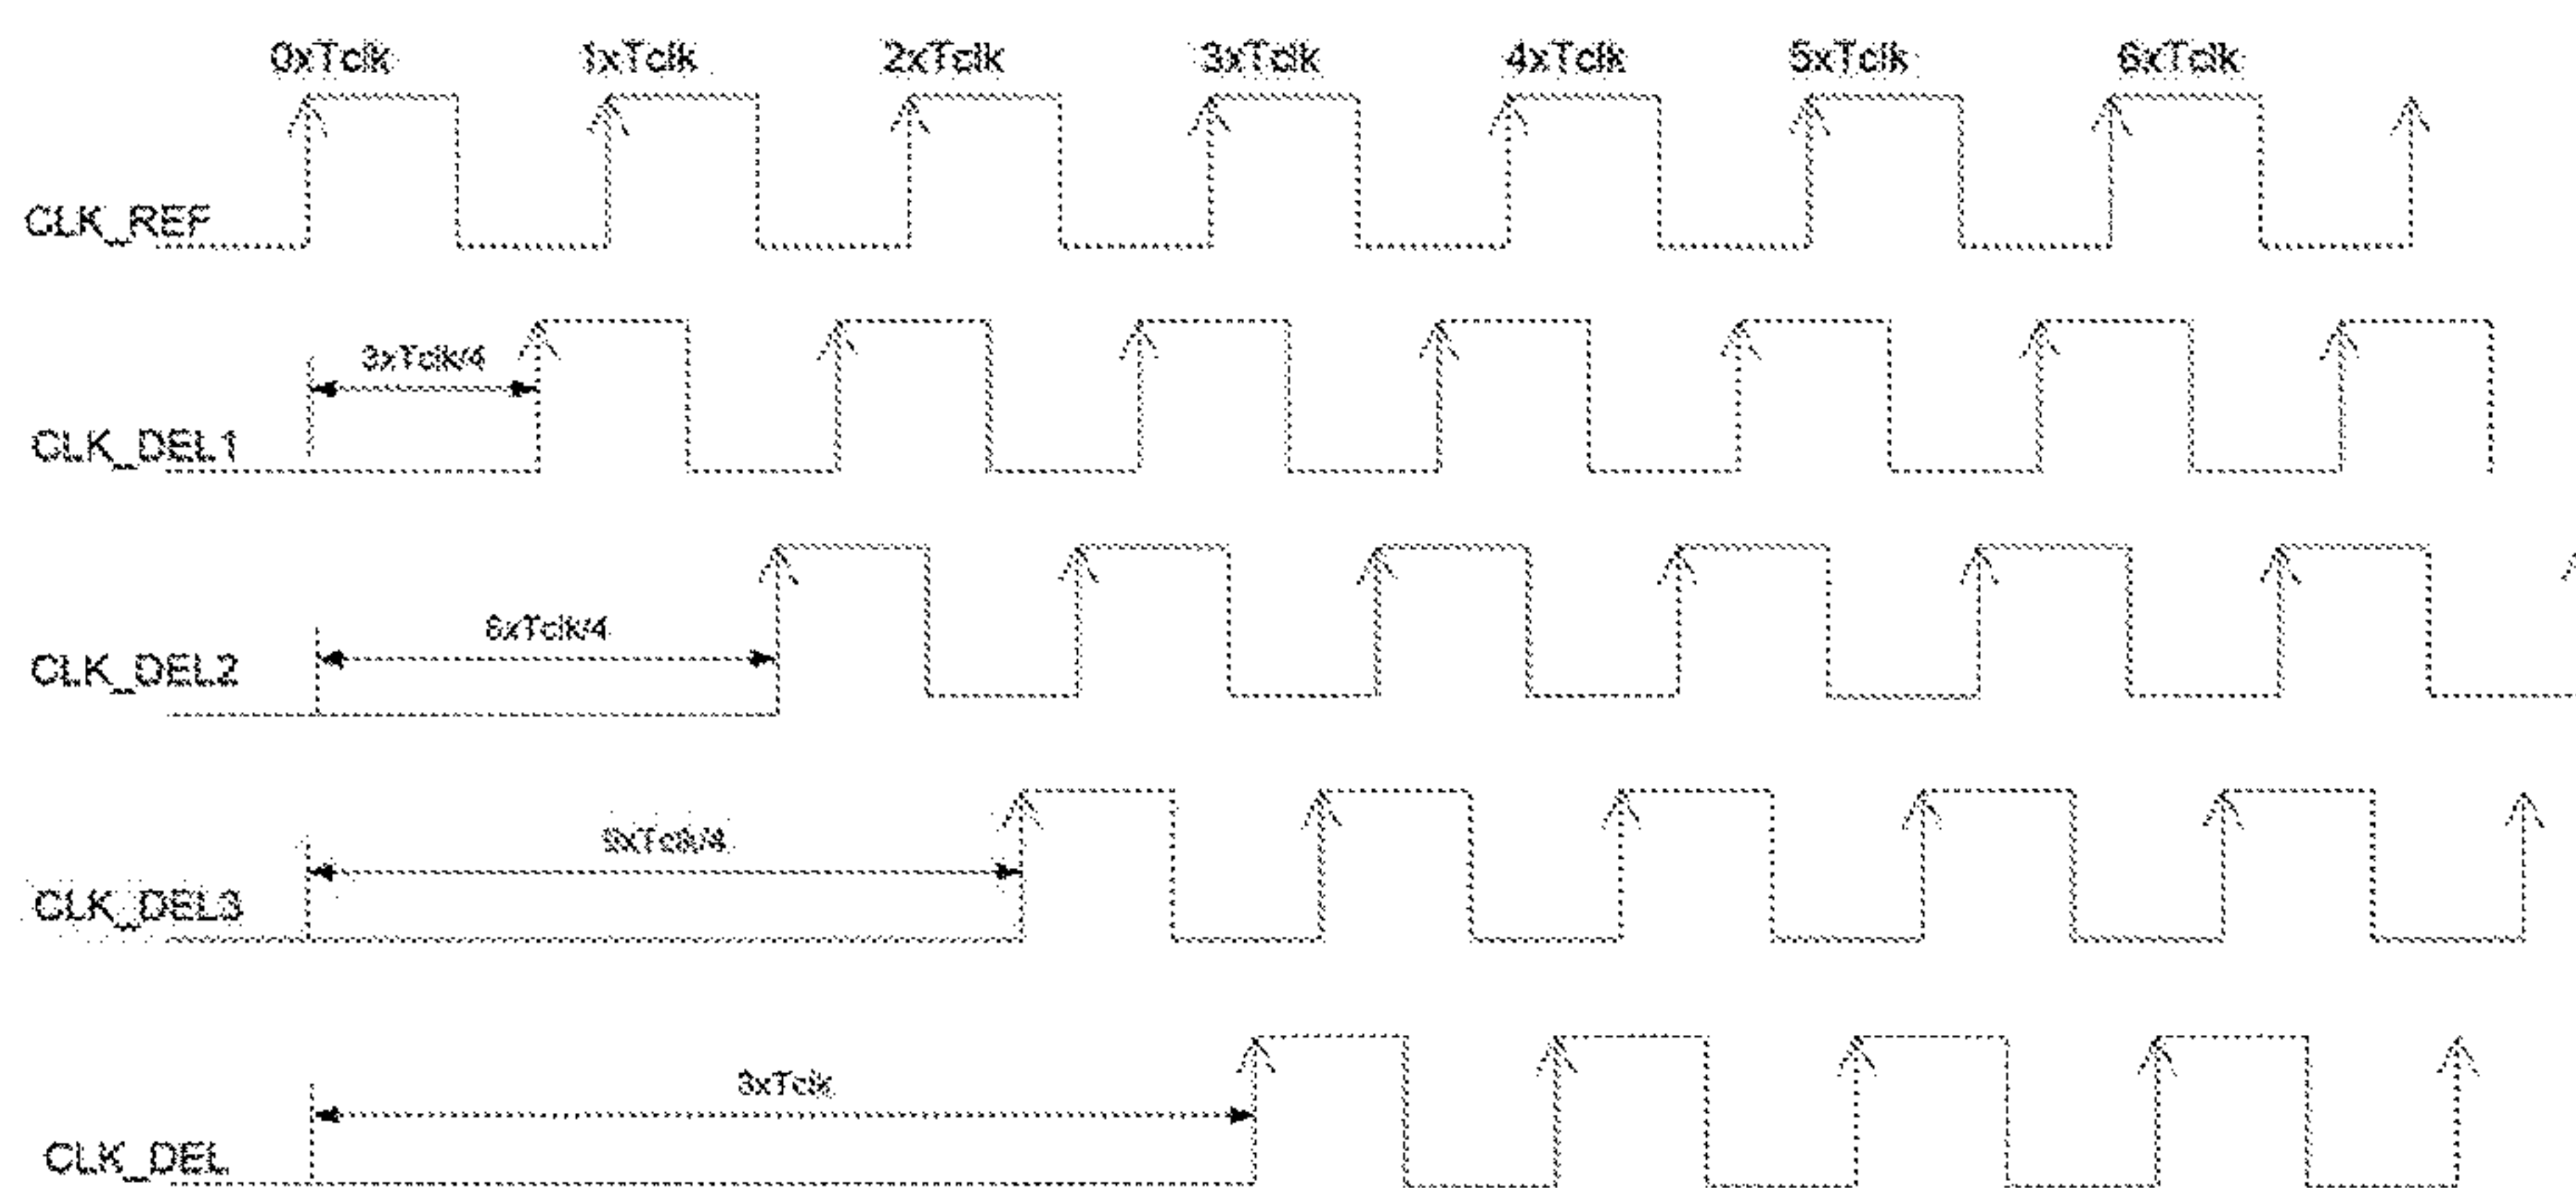 0xTclk 1xTclk 2xTclk 3xTclk 4xTclk 5xTclk 6xTclk
CLK_REF
3xTclk/4
CLK_DEL1
6xTclk/4
CLK_DEL2
9xTclk/4
CLK_DEL3
3xTclk
CLK_DEL